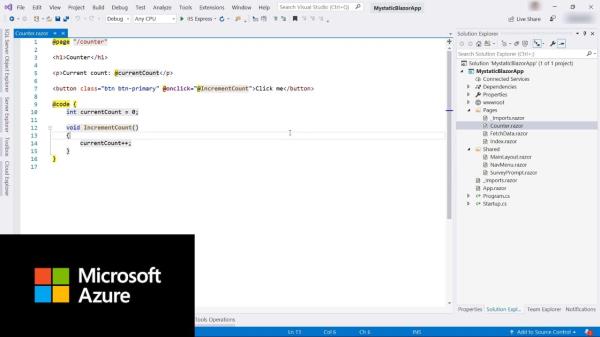 File Edit View Project Build Debug Test Analyze Tools Extensions Window Help Search Visual Studio (Ctrl+Q) MystaticBlazorApp
Debug Any CPU IIS Express Live Share
Counter.razor
Solution Explorer
SQL Server Object Explorer
Server Explorer
Toolbox
Cloud Explorer
1 @page "/counter"
2
3 <h1>Counter</h1>
4
5 <p>Current count: @currentCount</p>
6
7 <button class="btn btn-primary" @onclick="@IncrementCount">Click me</button>
8
9 @code {
10 int currentCount = 0;
11
12 void IncrementCount()
13 {
14 currentCount++;
15 }
16 }
17
Search Solution Explorer (Ctrl+;)
Solution 'MystaticBlazorApp' (1 of 1 project)
MystaticBlazorApp
Connected Services
Dependencies
Properties
wwwroot
Pages
_Imports.razor
Counter.razor
FetchData.razor
Index.razor
Shared
MainLayout.razor
NavMenu.razor
SurveyPrompt.razor
_Imports.razor
App.razor
Program.cs
Startup.cs
Microsoft
Azure
Properties Solution Expl... Team Explorer Notifications
Tools Operations
Ln 13 Col 6 Ch 6 INS Add to Source Control